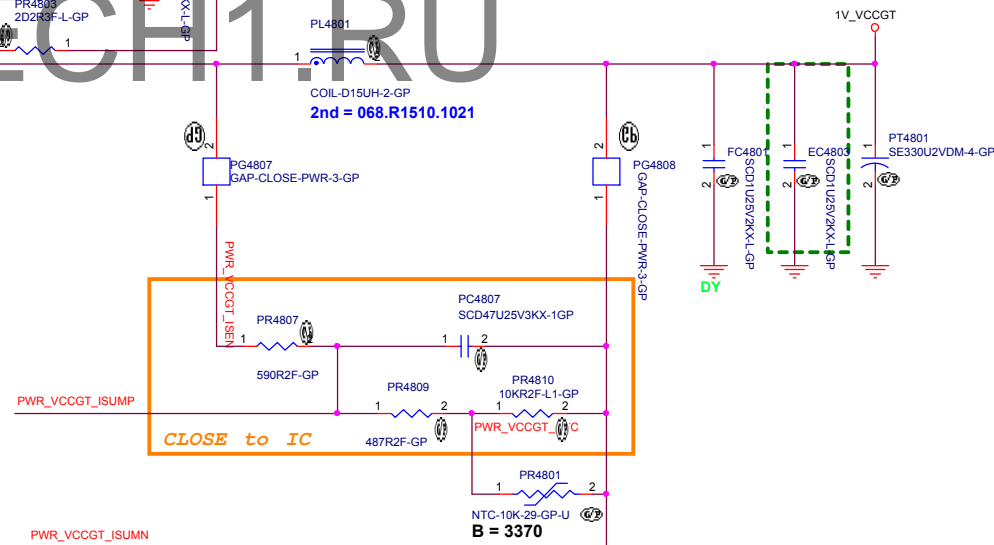 PR4803
2D2R3F-L-GP
1
KX-L-GP
ECH1.RU
PL4801
1
COIL-D15UH-2-GP
2nd = 068.R1510.1021
1V_VCCGT
2
PG4807
GAP-CLOSE-PWR-3-GP
1
2
PG4808
GAP-CLOSE-PWR-3-GP
1
1
FC4801
2
SCD1U25V2KX-L-GP
DY
1
EC4803
2
SCD1U25V2KX-L-GP
1
PT4801
SE330U2VDM-4-GP
2
PWR_VCCGT_ISEN
PR4807
1
2
590R2F-GP
PC4807
SCD47U25V3KX-1GP
1
2
PWR_VCCGT_ISUMP
PR4809
1
2
487R2F-GP
PR4810
10KR2F-L1-GP
1
2
CLOSE to IC
PR4801
1
2
NTC-10K-29-GP-U
B = 3370
PWR_VCCGT_ISUMN